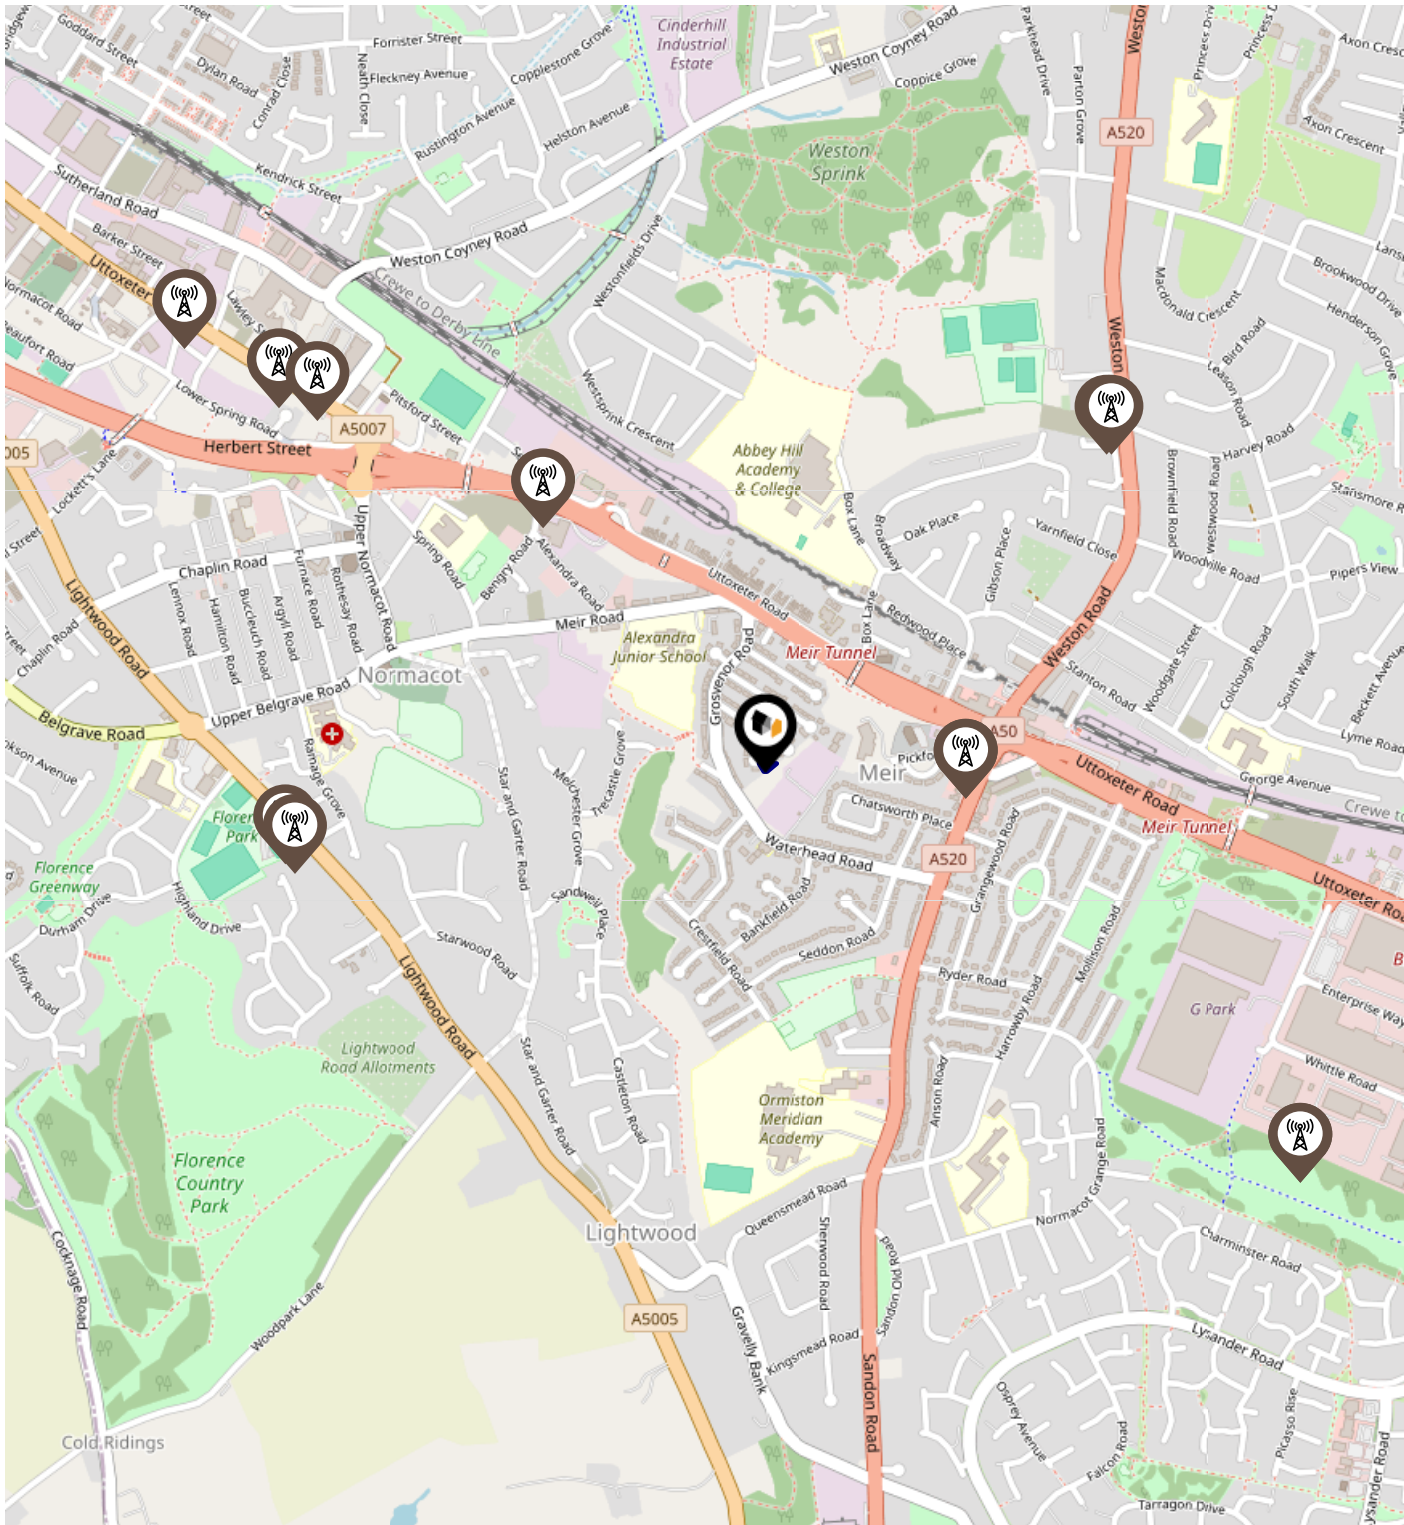 Goddard Street
Forrister Street
Dylan Road
Conrad Close
Neath Close
Fleckney Avenue
Copplestone Grove
Rustington Avenue
Helston Avenue
Cinderhill
Industrial
Estate
Weston Coyney Road
Coppice Grove
Parkhead Drive
Parton Grove
Weston
A520
Axon Crescent
Kendrick Street
Sutherland Road
Barker Street
Uttoxeter
Normacot Road
Weston Coyney Road
Westonfields Drive
Weston
Sprink
Brookwood Drive
Henderson Grove
Macdonald Crescent
Crewe to Derby Line
Lower Spring Road
Pitsford Street
Westsprink Crescent
Weston
Bird Road
Leason Road
Harvey Road
A5007
Herbert Street
005
Lockett's Lane
Abbey Hill
Academy
& College
Box Lane
Broadway
Oak Place
Gibson Place
Yarnfield Close
Brownfield Road
Westwood Road
Woodville Road
Pipers View
Upper Normacot Road
Spring Road
Bengry Road
Alexandra Road
Uttoxeter Road
Chaplin Road
Lennox Road
Hamilton Road
Buccleuch Road
Argyll Road
Furnace Road
Rothesay Road
Meir Road
Box Lane
Redwood Place
Weston Road
Lightwood Road
Chaplin Road
Alexandra
Junior School
Grosvenor Road
Meir Tunnel
Stanton Road
Woodgate Street
Colclough Road
South Walk
Beckett Avenue
Normacot
Upper Belgrave Road
Belgrave Road
Ramage Grove
A50
Meir
Lyme Road
George Avenue
Crewe to
Uttoxeter Road
Meir Tunnel
Chatsworth Place
Star and Garter Road
Melchester Grove
Trecastle Grove
Waterhead Road
A520
Grangewood Road
Park
Florence
Greenway
Durham Drive
Highland Drive
Sandwell Place
Bankfield Road
Crestfield Road
Seddon Road
Mollison Road
Uttoxeter
Suffolk Road
Starwood Road
Lightwood Road
Ryder Road
Harrowby Road
G Park
Enterprise Way
Whittle Road
Lightwood
Road Allotments
Star and Garter Road
Castleton Road
Anson Road
Ormiston
Meridian
Academy
Florence
Country
Park
Normacot Grange Road
Queensmead Road
Lightwood
Sherwood Road
Sandon Old Road
Charminster Road
Cocknage Road
Woodpark Lane
A5005
Gravelly Bank
Kingsmead Road
Sandon Road
Lysander Road
Osprey Avenue
Falcon Road
Picasso Rise
Cold Ridings
Tarragon Drive